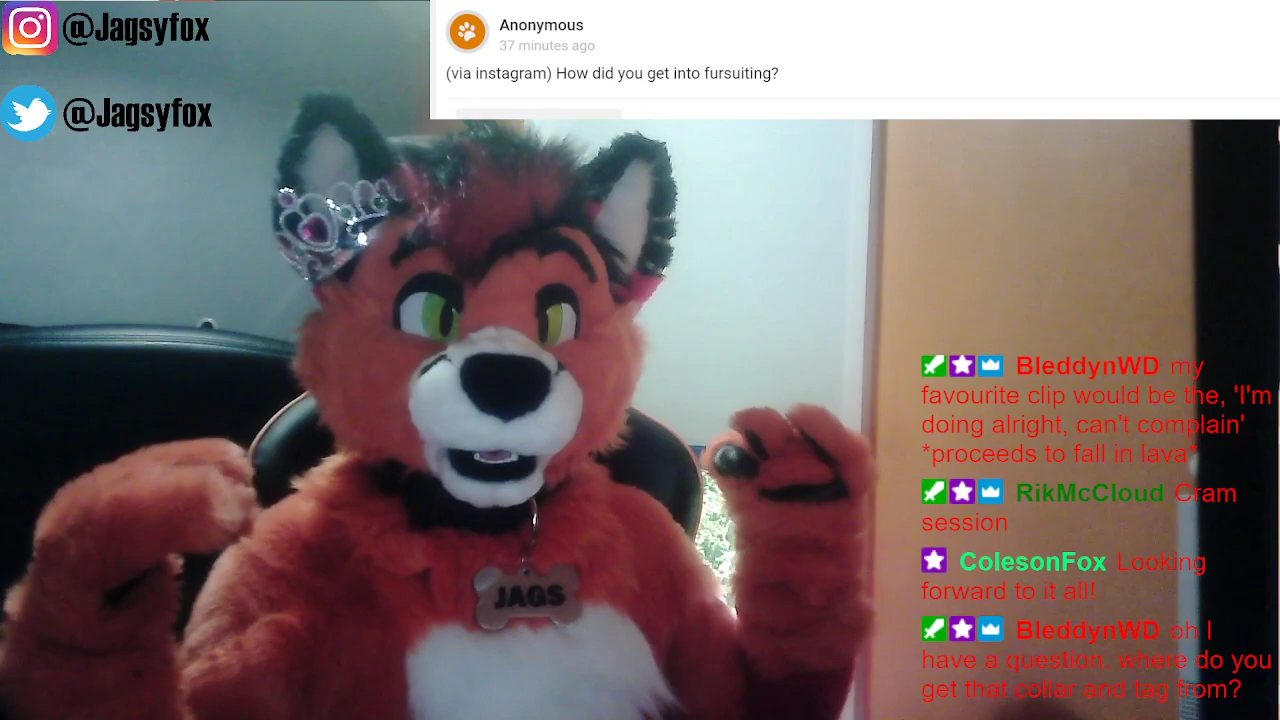 @Jagsyfox
@Jagsyfox
Anonymous
37 minutes ago
(via instagram) How did you get into fursuiting?
JAGS
BleddynWD my
favourite clip would be the, 'I'm
doing alright, can't complain'
*proceeds to fall in lava*
RikMcCloud Cram
session
ColesonFox Looking
forward to it all!
BleddynWD oh I
have a question, where do you
get that collar and tag from?